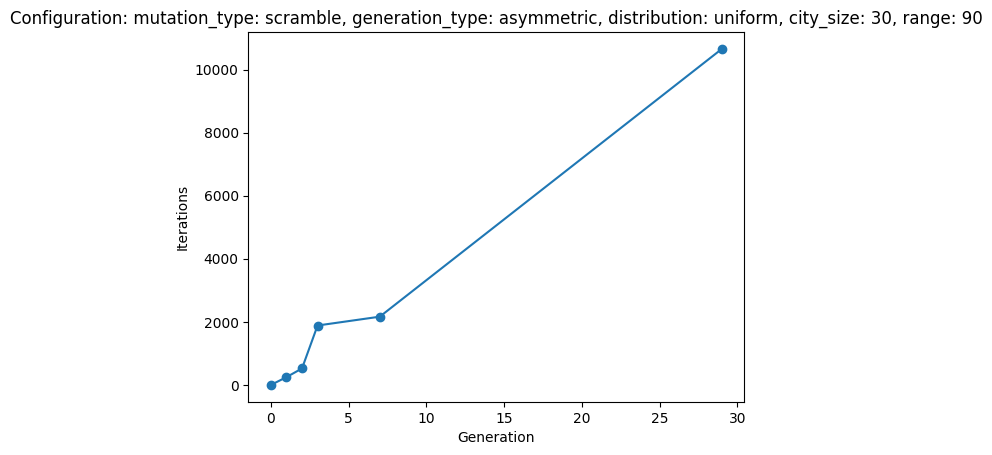 Configuration: mutation_type: scramble, generation_type: asymmetric, distribution: uniform, city_size: 30, range: 90
10000
8000
6000
4000
2000
0
Iterations
0 5 10 15 20 25 30
Generation